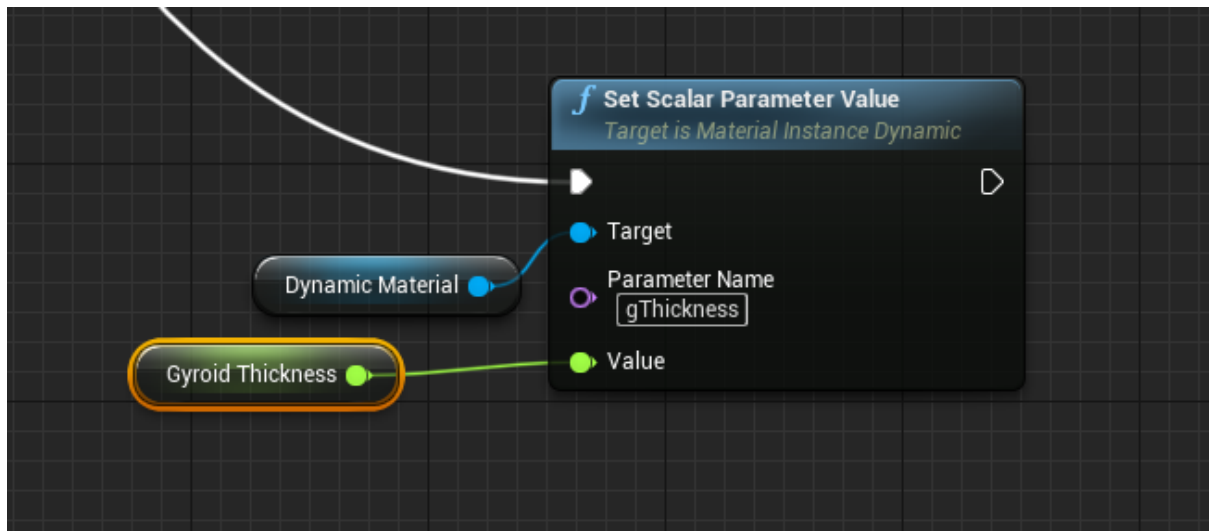 f Set Scalar Parameter Value
Target is Material Instance Dynamic
Target
Dynamic Material
Parameter Name
gThickness
Gyroid Thickness
Value